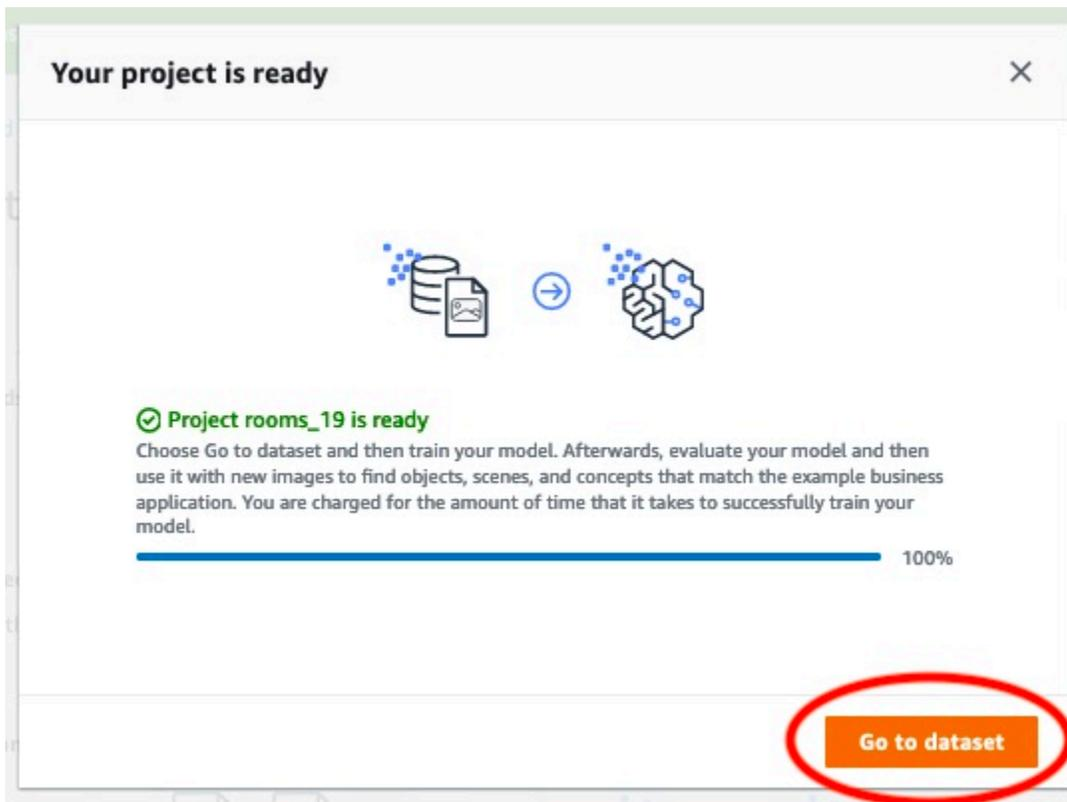 Your project is ready
Project rooms_19 is ready
Choose Go to dataset and then train your model. Afterwards, evaluate your model and then
use it with new images to find objects, scenes, and concepts that match the example business
application. You are charged for the amount of time that it takes to successfully train your
model.
100%
Go to dataset